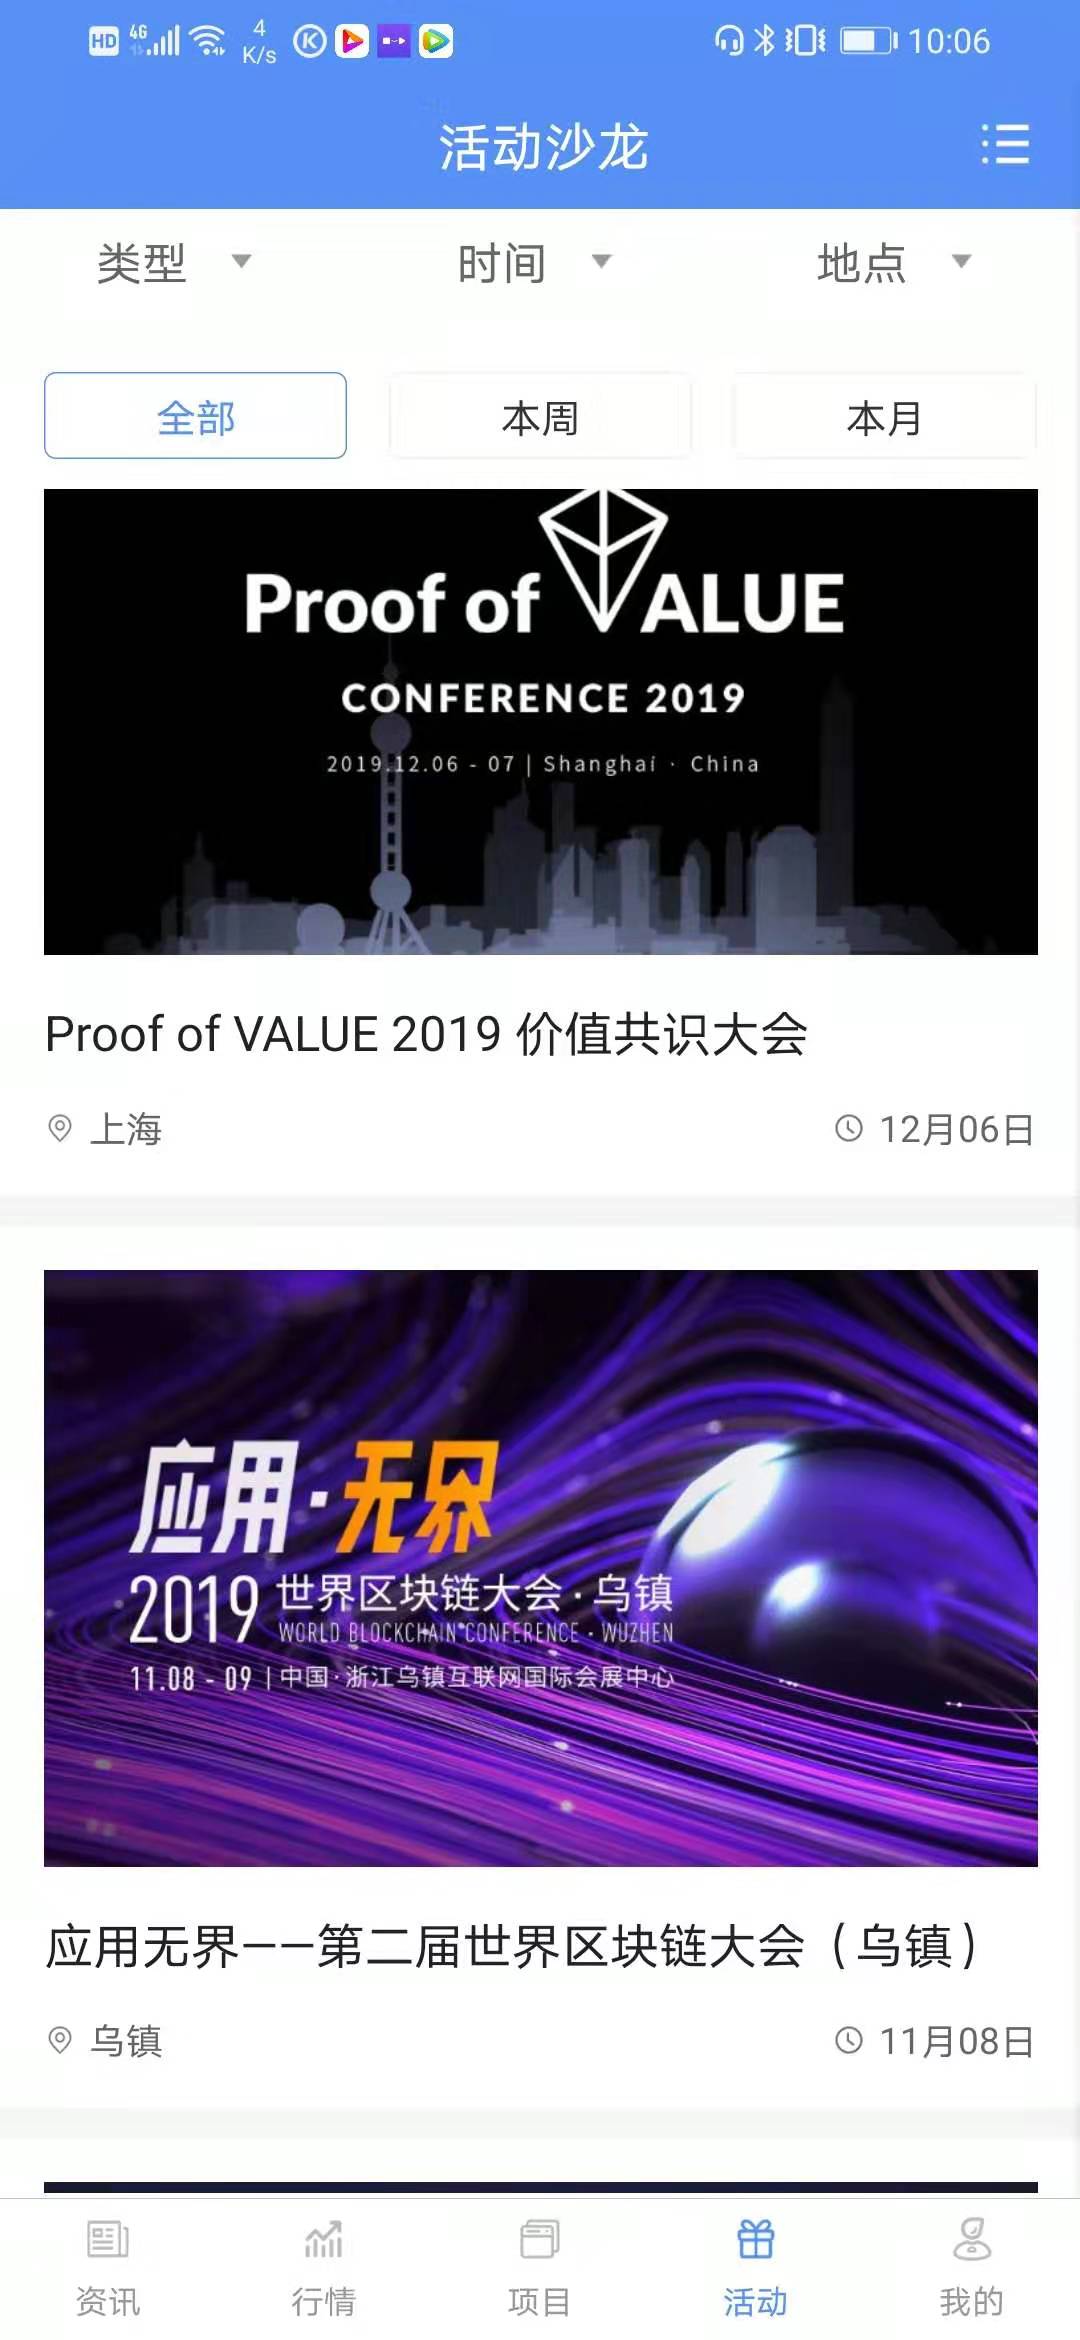 HD 4G 4 K/s 10:06
活动沙龙
类型 时间 地点
全部 本周 本月
Proof of VALUE
CONFERENCE 2019
2019.12.06 - 07 | Shanghai · China
Proof of VALUE 2019 价值共识大会
上海 12月06日
应用·无界
2019 世界区块链大会·乌镇
WORLD BLOCKCHAIN CONFERENCE · WUZHEN
11.08 - 09 | 中国·浙江乌镇互联网国际会展中心
应用无界——第二届世界区块链大会（乌镇）
乌镇 11月08日
资讯 行情 项目 活动 我的